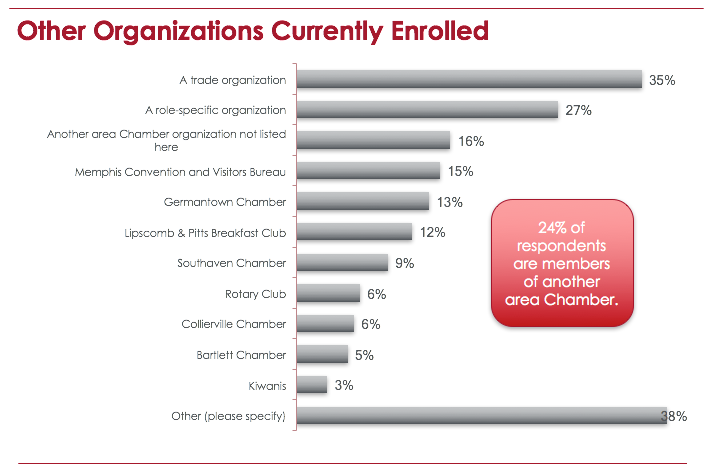 Other Organizations Currently Enrolled
A trade organization 35%
A role-specific organization 27%
Another area Chamber organization not listed
here 16%
Memphis Convention and Visitors Bureau 15%
Germantown Chamber 13%
Lipscomb & Pitts Breakfast Club 12%
Southaven Chamber 9%
Rotary Club 6%
Collierville Chamber 6%
Bartlett Chamber 5%
Kiwanis 3%
Other (please specify) 38%
24% of
respondents
are members
of another
area Chamber.